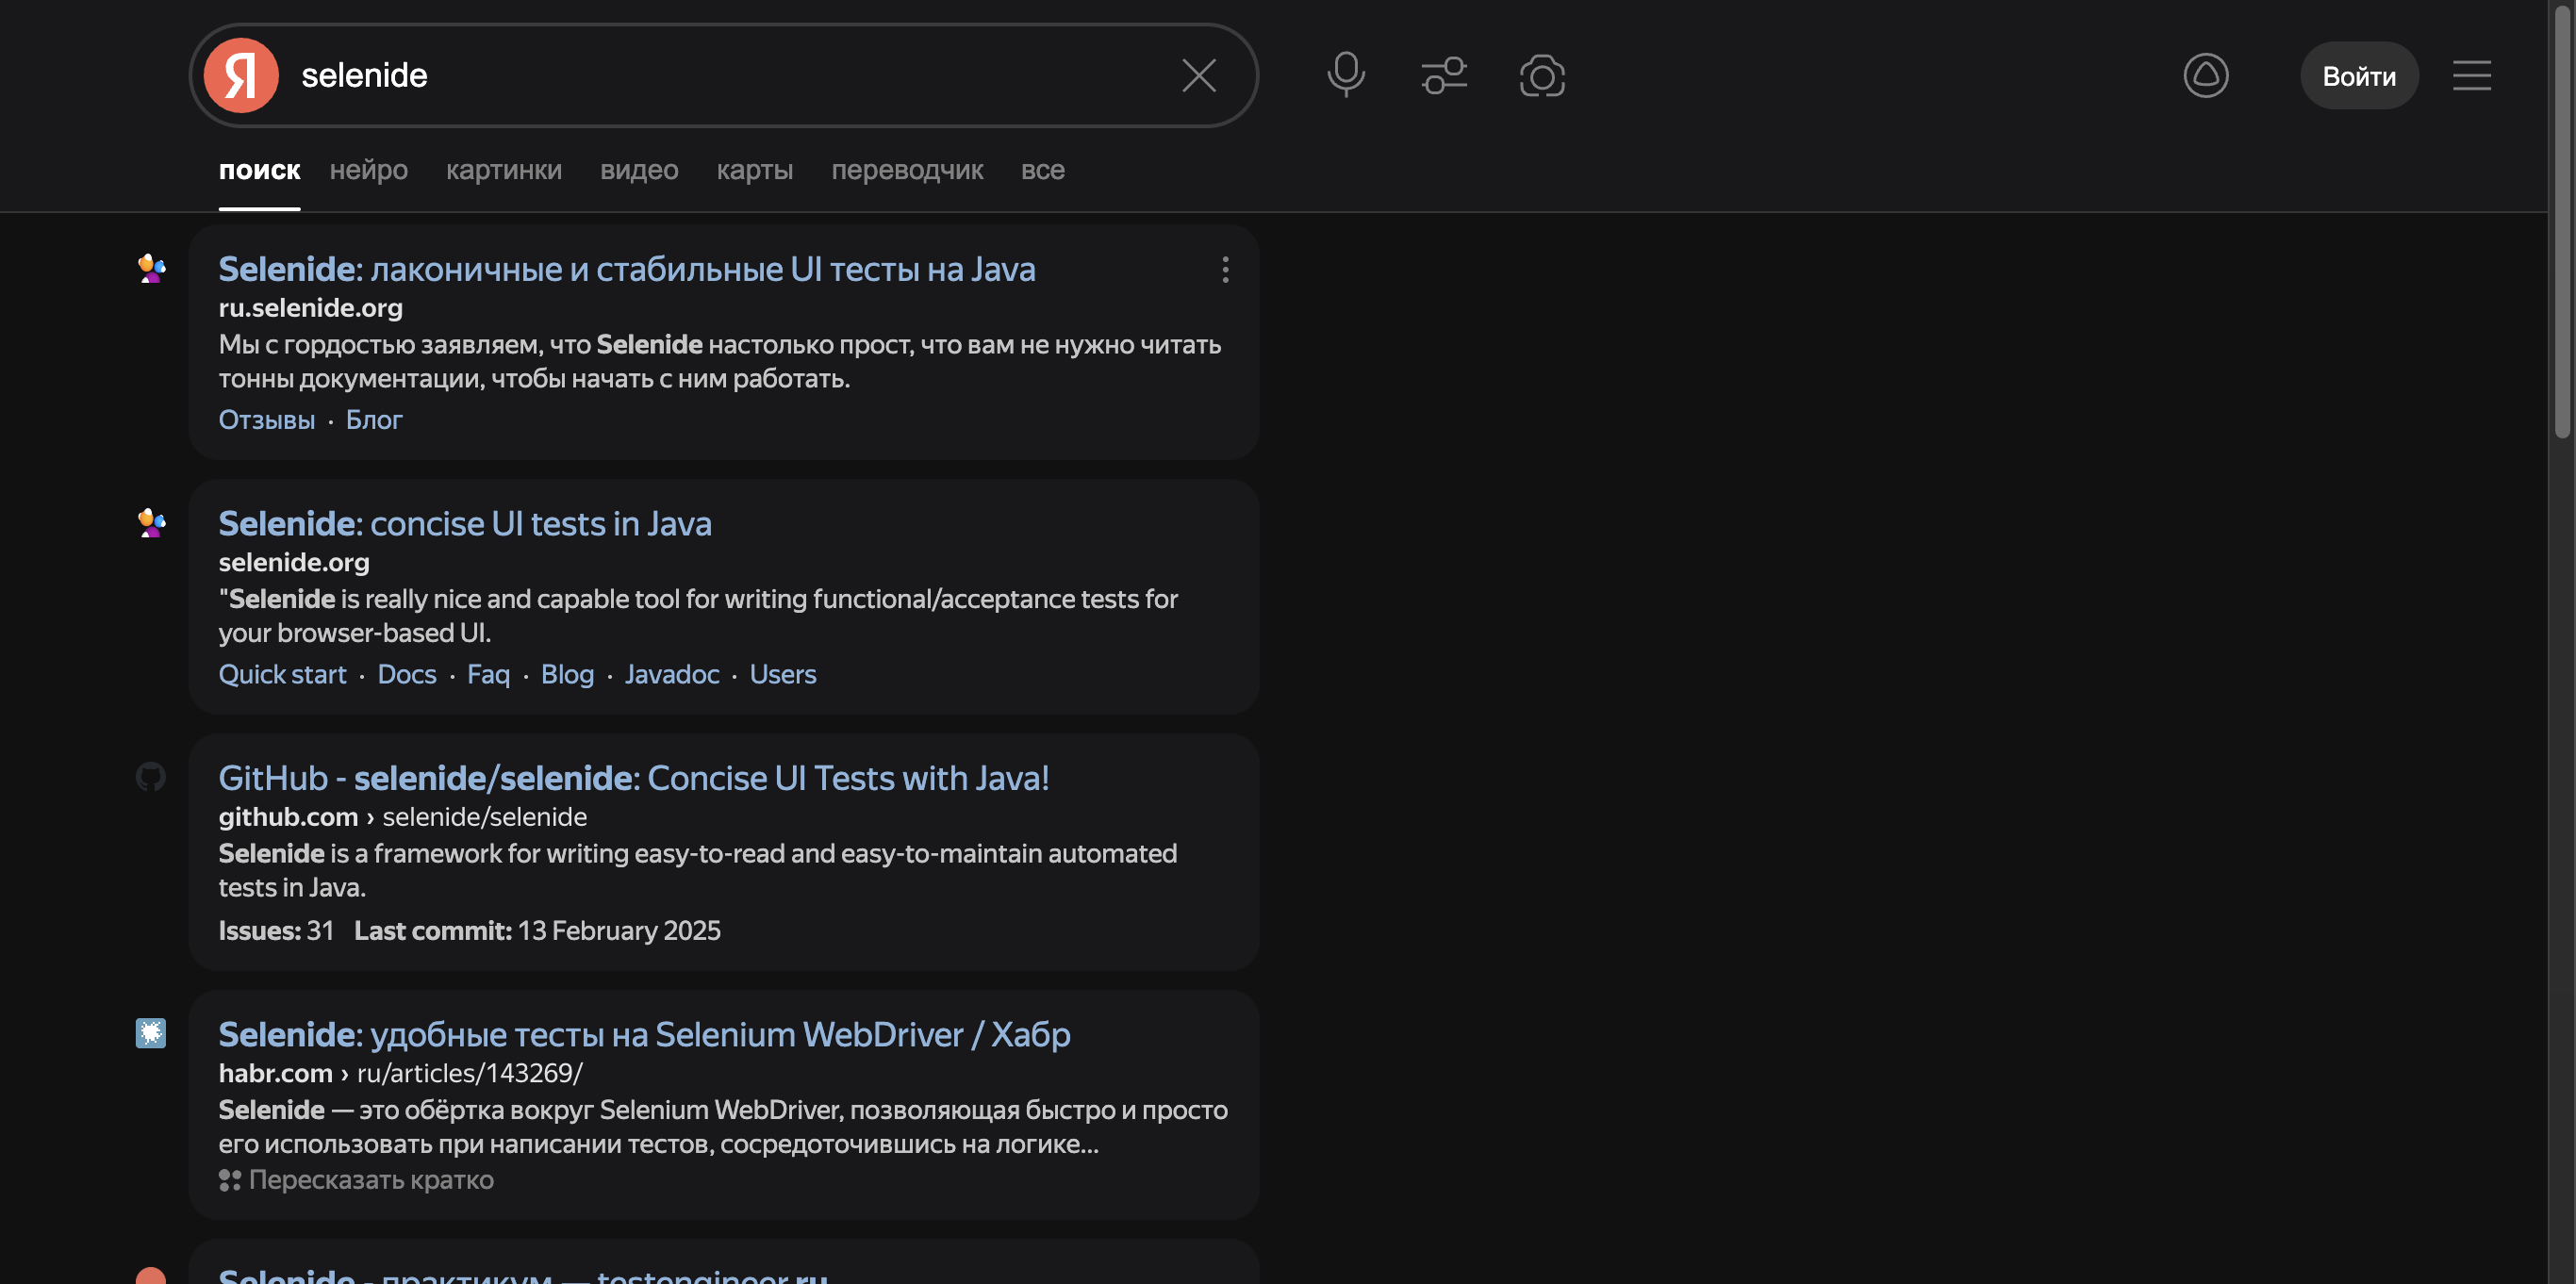 Я selenide
Войти
поиск нейро картинки видео карты переводчик все
Selenide: лаконичные и стабильные UI тесты на Java
ru.selenide.org
Мы с гордостью заявляем, что Selenide настолько прост, что вам не нужно читать
тонны документации, чтобы начать с ним работать.
Отзывы · Блог
Selenide: concise UI tests in Java
selenide.org
"Selenide is really nice and capable tool for writing functional/acceptance tests for
your browser-based UI.
Quick start · Docs · Faq · Blog · Javadoc · Users
GitHub - selenide/selenide: Concise UI Tests with Java!
github.com › selenide/selenide
Selenide is a framework for writing easy-to-read and easy-to-maintain automated
tests in Java.
Issues: 31 Last commit: 13 February 2025
Selenide: удобные тесты на Selenium WebDriver / Хабр
habr.com › ru/articles/143269/
Selenide — это обёртка вокруг Selenium WebDriver, позволяющая быстро и просто
его использовать при написании тестов, сосредоточившись на логике...
Пересказать кратко
Selenide - практикум — testengineer.ru